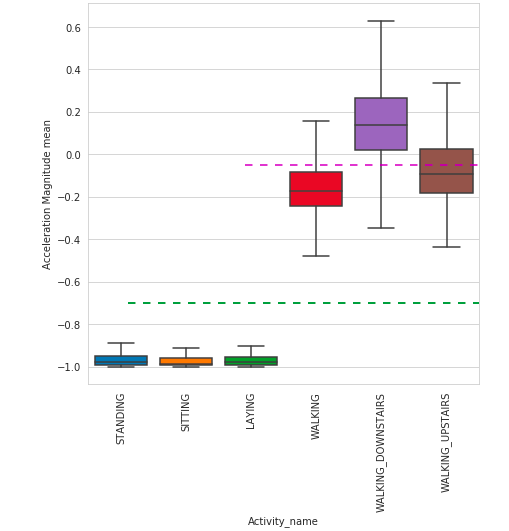 Acceleration Magnitude mean
0.6
0.4
0.2
0.0
−0.2
−0.4
−0.6
−0.8
−1.0
STANDING
SITTING
LAYING
WALKING
WALKING_DOWNSTAIRS
WALKING_UPSTAIRS
Activity_name